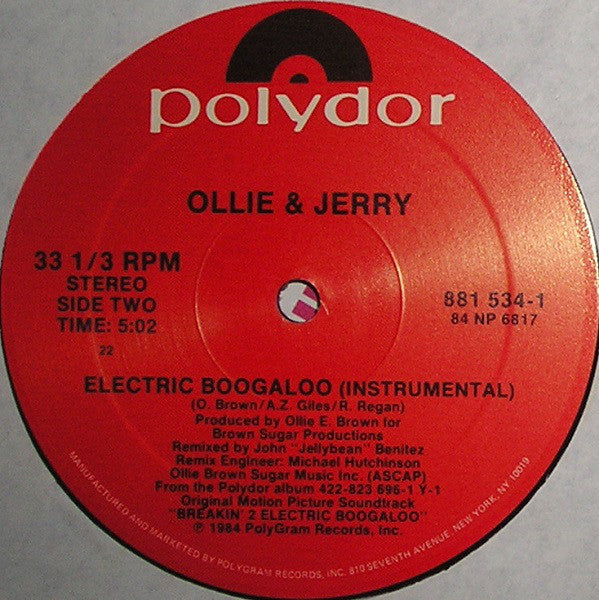 polydor
OLLIE & JERRY
33 1/3 RPM
STEREO
SIDE TWO
TIME: 5:02
22
881 534-1
84 NP 6817
ELECTRIC BOOGALOO (INSTRUMENTAL)
(O. Brown/A.Z. Giles/R. Regan)
Produced by Ollie E. Brown for
Brown Sugar Productions
Remixed by John "Jellybean" Benitez
Remix Engineer: Michael Hutchinson
Ollie Brown Sugar Music Inc. (ASCAP)
From the Polydor album 422-823 696-1 Y-1
Original Motion Picture Soundtrack
"BREAKIN' 2 ELECTRIC BOOGALOO"
℗ 1984 PolyGram Records, Inc.
MANUFACTURED AND MARKETED BY POLYGRAM RECORDS, INC. 810 SEVENTH AVENUE, NEW YORK, NY, 10019